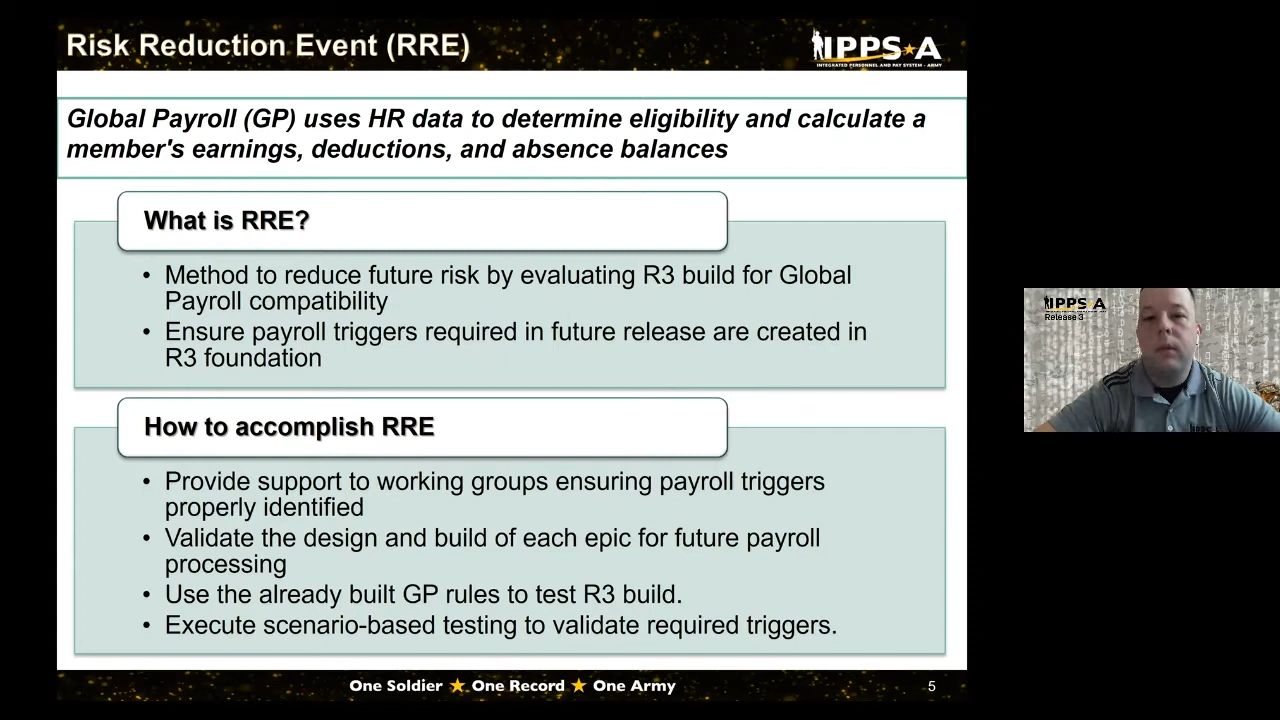 Risk Reduction Event (RRE)
IPPS★A
INTEGRATED PERSONNEL AND PAY SYSTEM - ARMY
Global Payroll (GP) uses HR data to determine eligibility and calculate a
member's earnings, deductions, and absence balances
What is RRE?
• Method to reduce future risk by evaluating R3 build for Global
Payroll compatibility
• Ensure payroll triggers required in future release are created in
R3 foundation
How to accomplish RRE
• Provide support to working groups ensuring payroll triggers
properly identified
• Validate the design and build of each epic for future payroll
processing
• Use the already built GP rules to test R3 build.
• Execute scenario-based testing to validate required triggers.
One Soldier ★ One Record ★ One Army
5
IPPS★A
Release 3